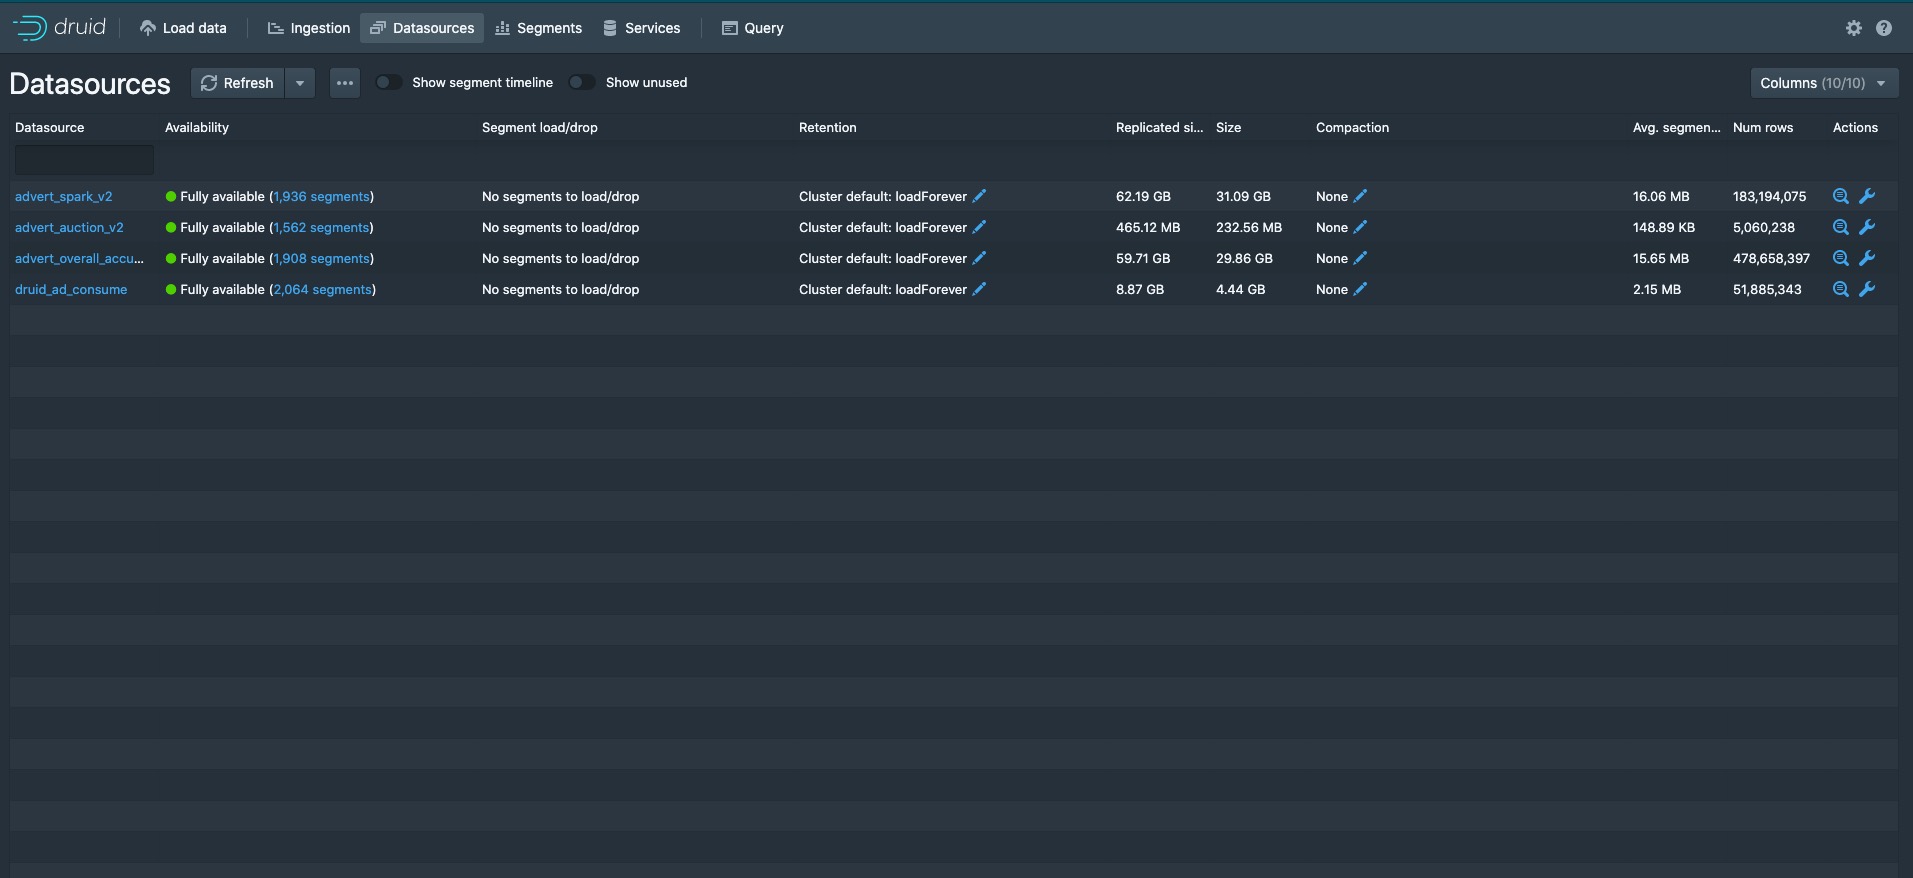 druid Load data Ingestion Datasources Segments Services Query
Datasources Refresh Show segment timeline Show unused Columns (10/10)
Datasource Availability Segment load/drop Retention Replicated si... Size Compaction Avg. segmen... Num rows Actions
advert_spark_v2 Fully available (1,936 segments) No segments to load/drop Cluster default: loadForever 62.19 GB 31.09 GB None 16.06 MB 183,194,075
advert_auction_v2 Fully available (1,562 segments) No segments to load/drop Cluster default: loadForever 465.12 MB 232.56 MB None 148.89 KB 5,060,238
advert_overall_accu... Fully available (1,908 segments) No segments to load/drop Cluster default: loadForever 59.71 GB 29.86 GB None 15.65 MB 478,658,397
druid_ad_consume Fully available (2,064 segments) No segments to load/drop Cluster default: loadForever 8.87 GB 4.44 GB None 2.15 MB 51,885,343